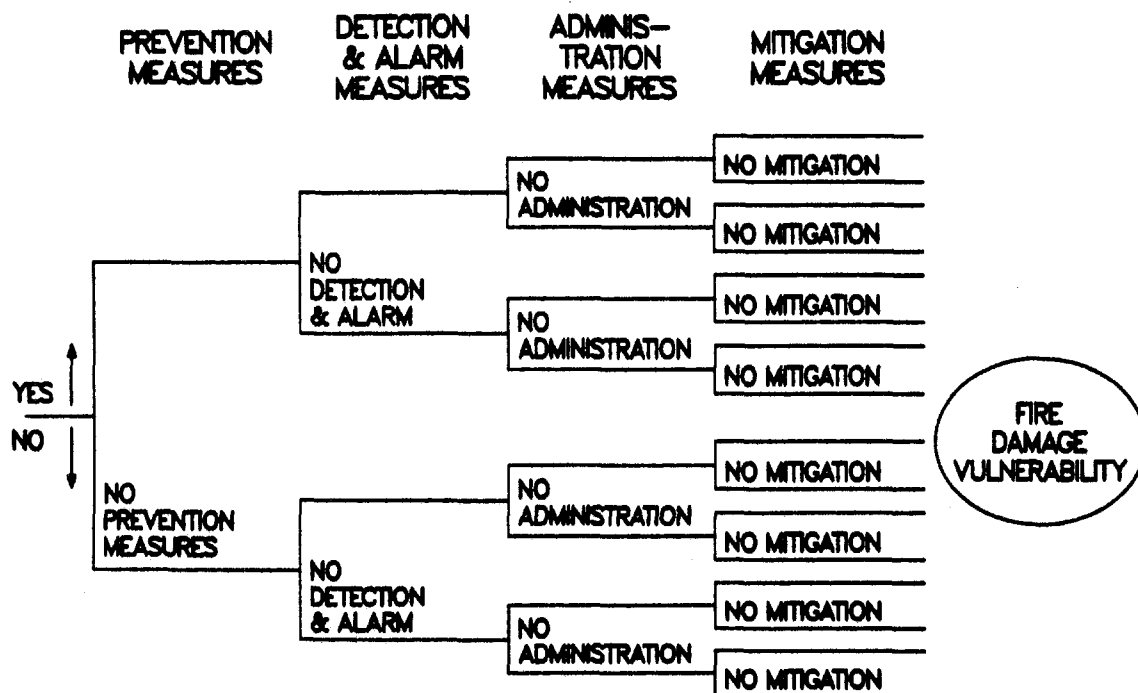 PREVENTION
MEASURES
DETECTION
& ALARM
MEASURES
ADMINIS-
TRATION
MEASURES
MITIGATION
MEASURES
NO MITIGATION
NO
ADMINISTRATION
NO MITIGATION
NO
DETECTION
& ALARM
NO MITIGATION
NO
ADMINISTRATION
NO MITIGATION
YES
NO
FIRE
DAMAGE
VULNERABILITY
NO
PREVENTION
MEASURES
NO MITIGATION
NO
ADMINISTRATION
NO MITIGATION
NO
DETECTION
& ALARM
NO MITIGATION
NO
ADMINISTRATION
NO MITIGATION